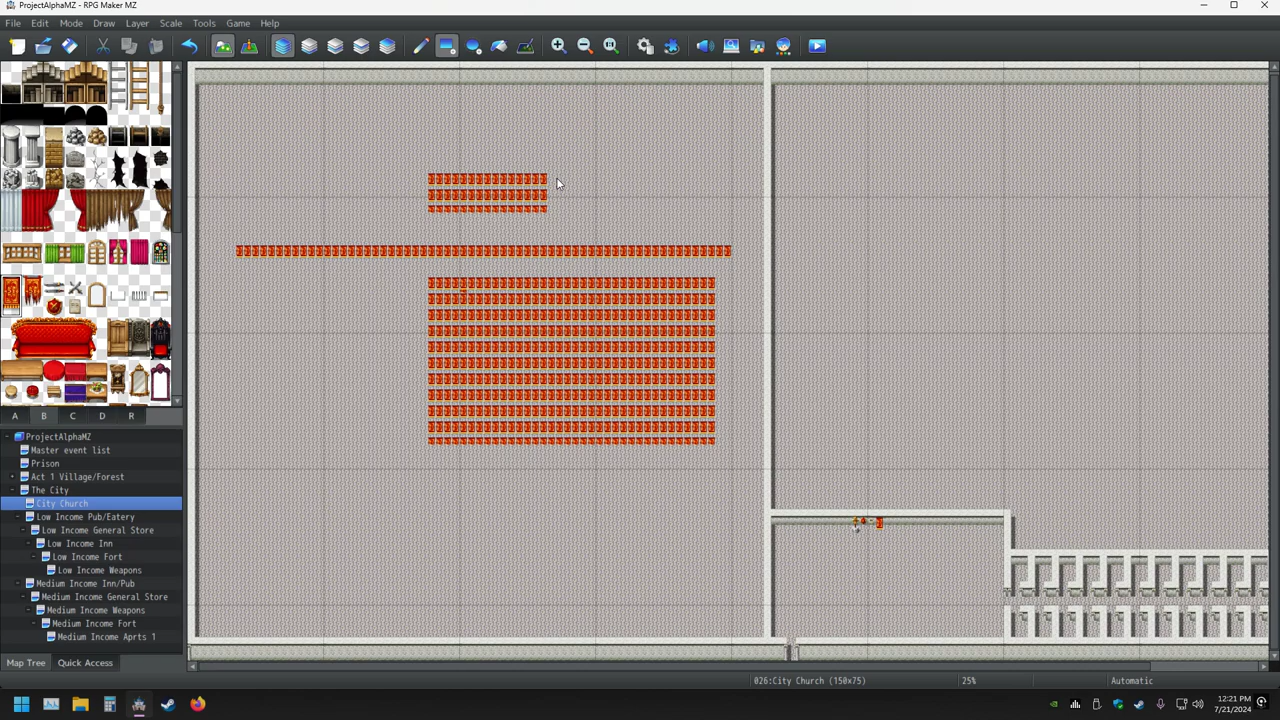 ProjectAlphaMZ - RPG Maker MZ
File Edit Mode Draw Layer Scale Tools Game Help
A B C D R
ProjectAlphaMZ
Master event list
Prison
Act 1 Village/Forest
The City
City Church
Low Income Pub/Eatery
Low Income General Store
Low Income Inn
Low Income Fort
Low Income Weapons
Medium Income Inn/Pub
Medium Income General Store
Medium Income Weapons
Medium Income Fort
Medium Income Aprts 1
Map Tree Quick Access
026:City Church (150x75) 25% Automatic
12:21 PM
7/21/2024